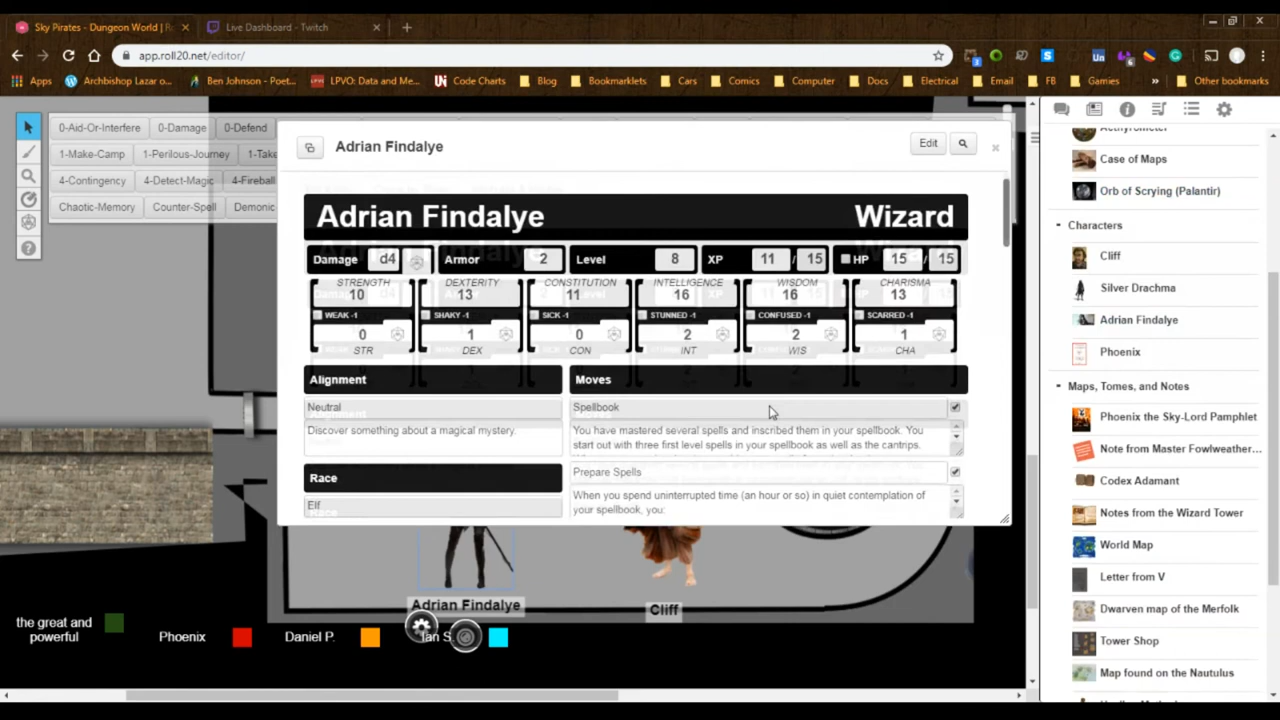 Sky Pirates - Dungeon World |
Live Dashboard - Twitch
app.roll20.net/editor/
Apps
Archbishop Lazar o...
Ben Johnson - Poet...
LPVO: Data and Me...
Code Charts
Blog
Bookmarklets
Cars
Comics
Computer
Docs
Electrical
Email
FB
Gamies
Other bookmarks
0-Aid-Or-Interfere
0-Damage
0-Defend
1-Make-Camp
1-Perilous-Journey
1-Take
4-Contingency
4-Detect-Magic
4-Fireball
Chaotic-Memory
Counter-Spell
Demonic
Adrian Findalye
Edit
Adrian Findalye
Wizard
Damage d4
Armor 2
Level 8
XP 11 / 15
HP 15 / 15
STRENGTH DEXTERITY CONSTITUTION INTELLIGENCE WISDOM CHARISMA
10 13 11 16 16 13
WEAK -1 SHAKY -1 SICK -1 STUNNED -1 CONFUSED -1 SCARRED -1
0 1 0 2 2 1
STR DEX CON INT WIS CHA
Alignment
Neutral
Discover something about a magical mystery.
Race
Elf
Moves
Spellbook
You have mastered several spells and inscribed them in your spellbook. You
start out with three first level spells in your spellbook as well as the cantrips.
Prepare Spells
When you spend uninterrupted time (an hour or so) in quiet contemplation of
your spellbook, you:
Adrian Findalye
Cliff
the great and
powerful
Phoenix
Daniel P.
Ian S.
Aethyrometer
Case of Maps
Orb of Scrying (Palantir)
Characters
Cliff
Silver Drachma
Adrian Findalye
Phoenix
Maps, Tomes, and Notes
Phoenix the Sky-Lord Pamphlet
Note from Master Fowlweather...
Codex Adamant
Notes from the Wizard Tower
World Map
Letter from V
Dwarven map of the Merfolk
Tower Shop
Map found on the Nautulus